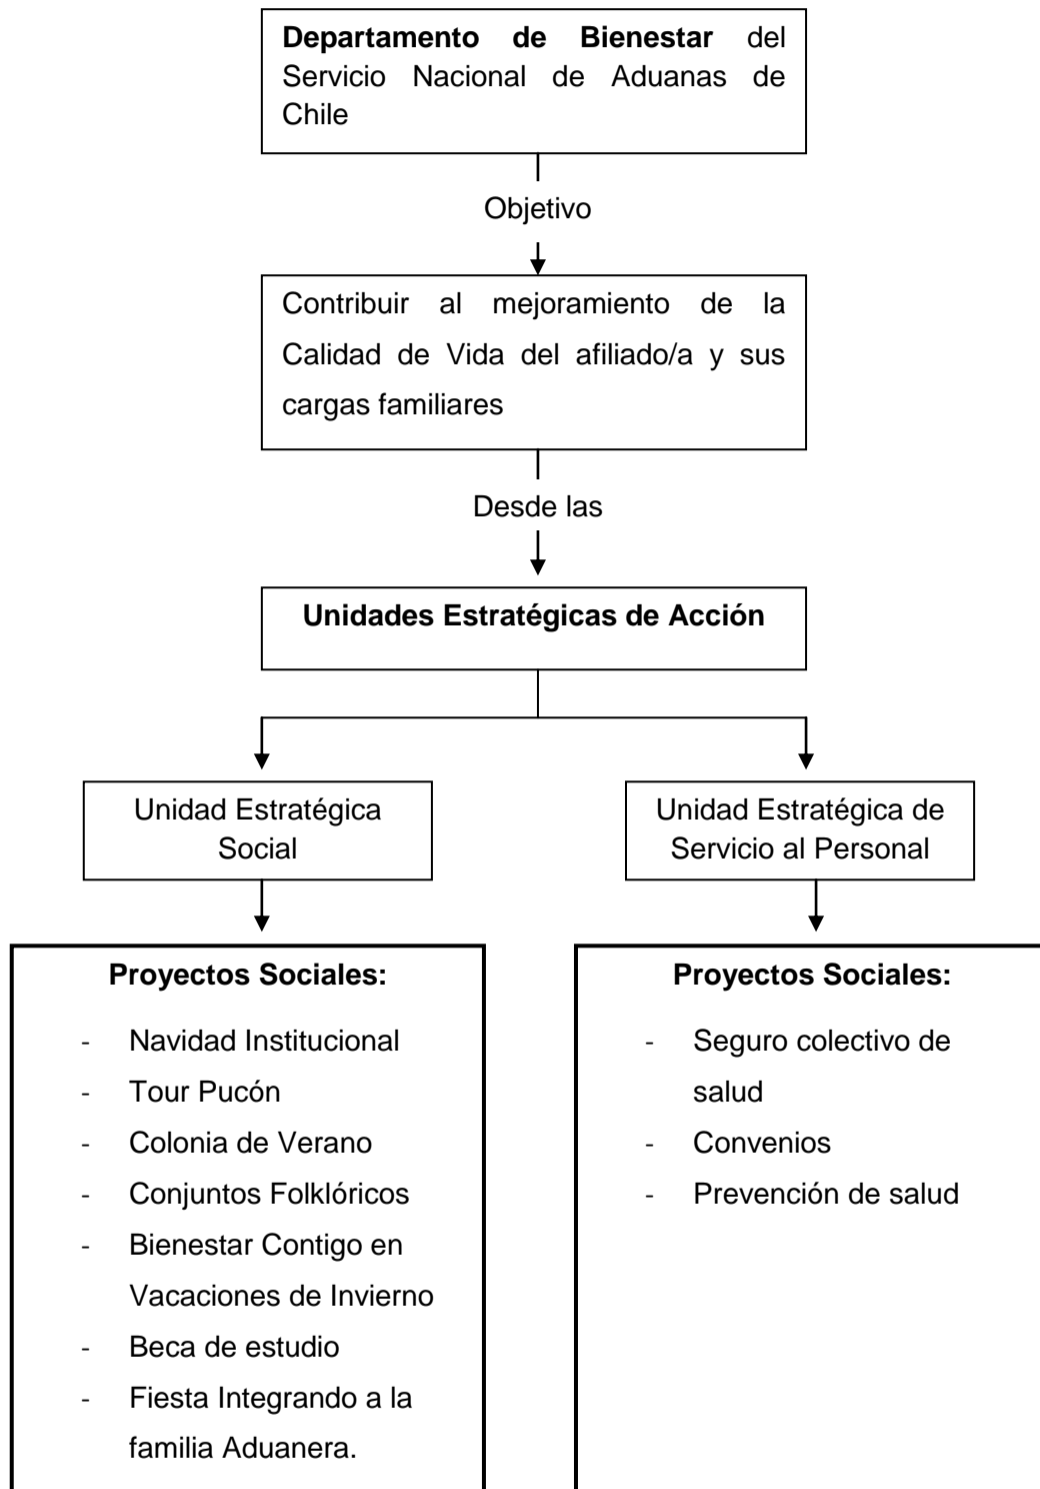 Departamento de Bienestar del
Servicio Nacional de Aduanas de
Chile
Objetivo
Contribuir al mejoramiento de la
Calidad de Vida del afiliado/a y sus
cargas familiares
Desde las
Unidades Estratégicas de Acción
Unidad Estratégica
Social
Unidad Estratégica de
Servicio al Personal
Proyectos Sociales:
- Navidad Institucional
- Tour Pucón
- Colonia de Verano
- Conjuntos Folklóricos
- Bienestar Contigo en
Vacaciones de Invierno
- Beca de estudio
- Fiesta Integrando a la
familia Aduanera.
Proyectos Sociales:
- Seguro colectivo de
salud
- Convenios
- Prevención de salud